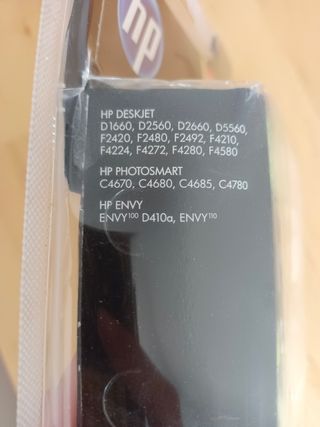 hp
HP DESKJET
D1660, D2560, D2660, D5560,
F2420, F2480, F2492, F4210,
F4224, F4272, F4280, F4580
HP PHOTOSMART
C4670, C4680, C4685, C4780
HP ENVY
ENVY¹⁰⁰ D410a, ENVY¹¹⁰